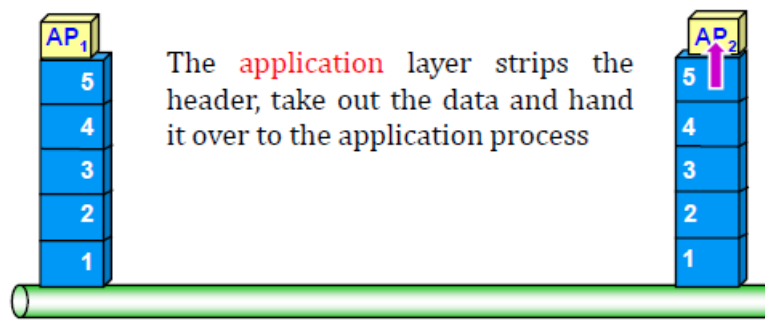 AP1
AP2
The application layer strips the
header, take out the data and hand
it over to the application process
5
4
3
2
1
5
4
3
2
1